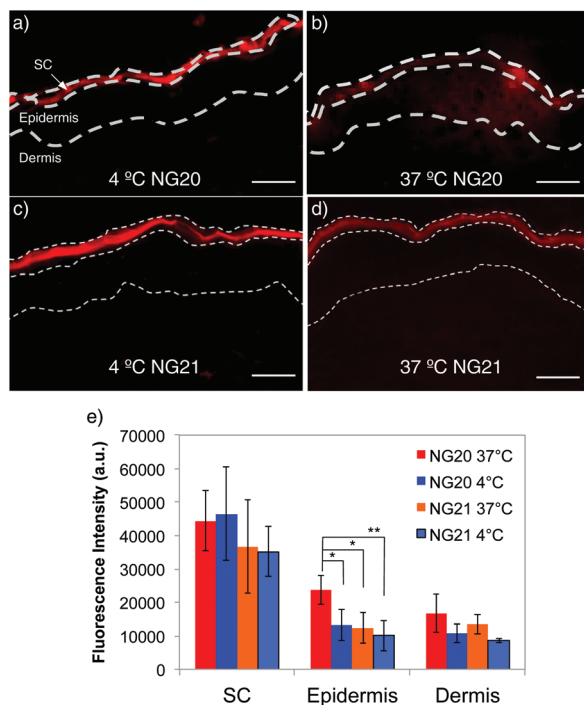 a)
SC
Epidermis
Dermis
4 ºC NG20
b)
37 ºC NG20
c)
4 ºC NG21
d)
37 ºC NG21
e)
Fluorescence Intensity (a.u.)
70000
60000
50000
40000
30000
20000
10000
0
NG20 37°C
NG20 4°C
NG21 37°C
NG21 4°C
**
*
*
SC
Epidermis
Dermis